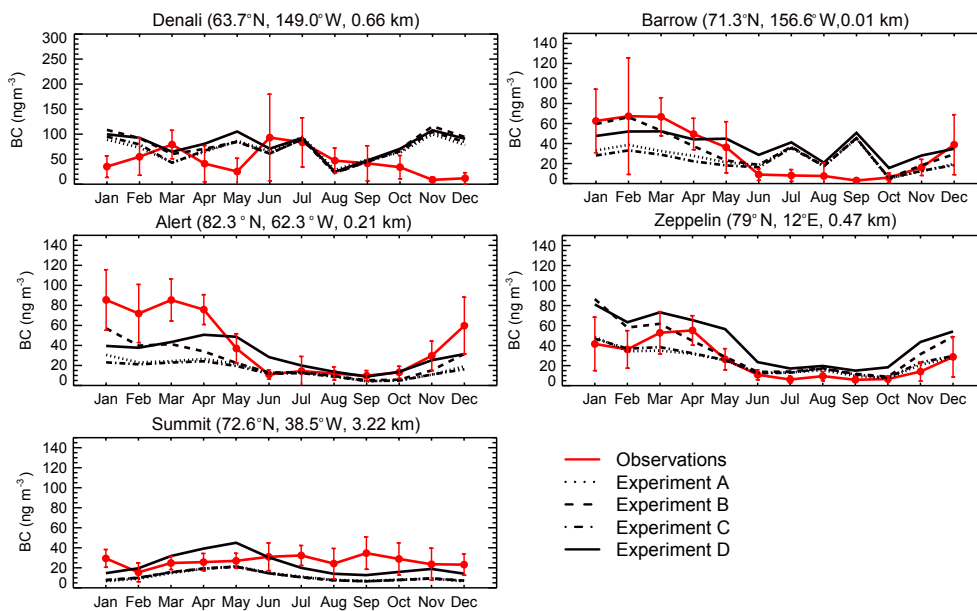 Denali (63.7°N, 149.0°W, 0.66 km)
BC (ng m⁻³)
300
250
200
150
100
50
0
Jan Feb Mar Apr May Jun Jul Aug Sep Oct Nov Dec
Barrow (71.3°N, 156.6°W,0.01 km)
BC (ng m⁻³)
140
120
100
80
60
40
20
0
Jan Feb Mar Apr May Jun Jul Aug Sep Oct Nov Dec
Alert (82.3°N, 62.3°W, 0.21 km)
BC (ng m⁻³)
140
120
100
80
60
40
20
0
Jan Feb Mar Apr May Jun Jul Aug Sep Oct Nov Dec
Zeppelin (79°N, 12°E, 0.47 km)
BC (ng m⁻³)
140
120
100
80
60
40
20
0
Jan Feb Mar Apr May Jun Jul Aug Sep Oct Nov Dec
Summit (72.6°N, 38.5°W, 3.22 km)
BC (ng m⁻³)
140
120
100
80
60
40
20
0
Jan Feb Mar Apr May Jun Jul Aug Sep Oct Nov Dec
Observations
Experiment A
Experiment B
Experiment C
Experiment D